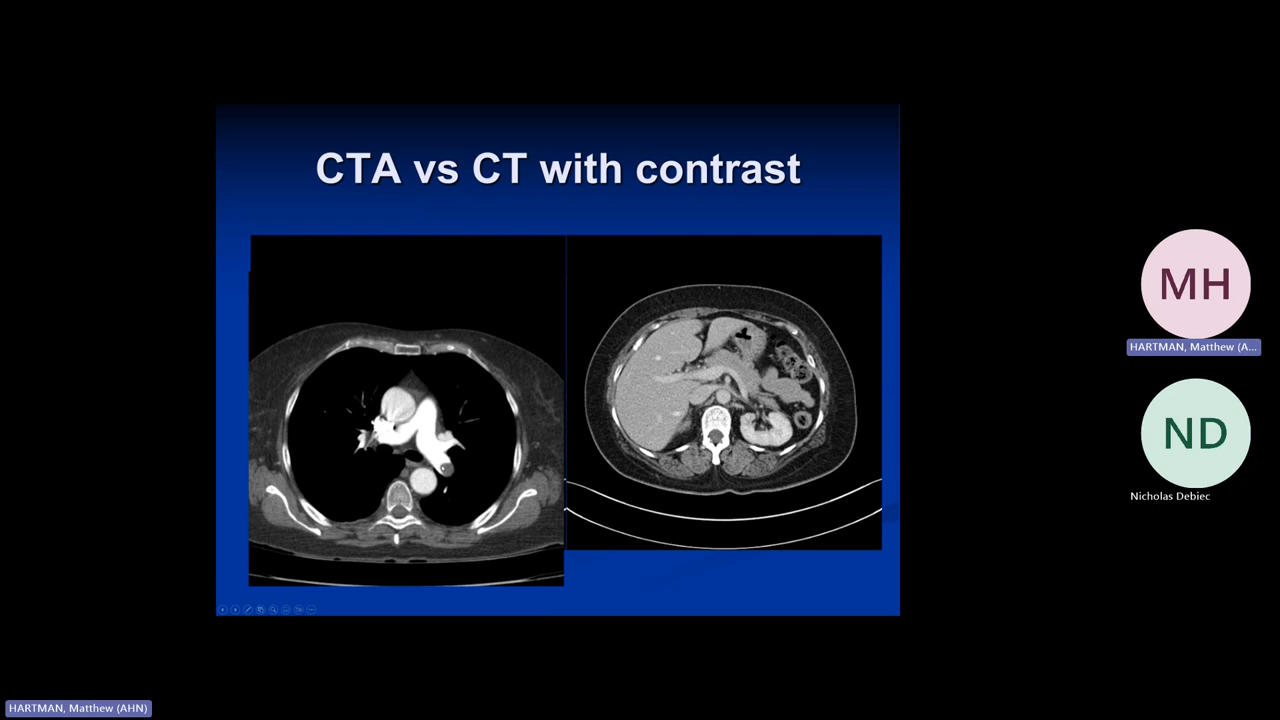 CTA vs CT with contrast
MH
HARTMAN, Matthew (A...
ND
Nicholas Debiec
HARTMAN, Matthew (AHN)